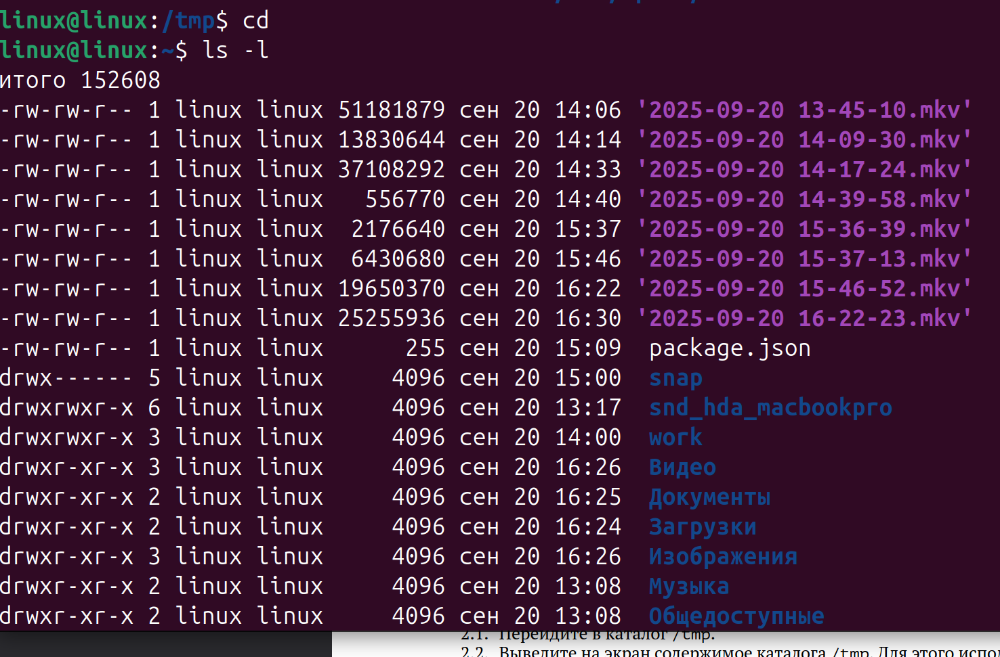 linux@linux:/tmp$ cd
linux@linux:~$ ls -l
итого 152608
-rw-rw-r-- 1 linux linux 51181879 сен 20 14:06 '2025-09-20 13-45-10.mkv'
-rw-rw-r-- 1 linux linux 13830644 сен 20 14:14 '2025-09-20 14-09-30.mkv'
-rw-rw-r-- 1 linux linux 37108292 сен 20 14:33 '2025-09-20 14-17-24.mkv'
-rw-rw-r-- 1 linux linux 556770 сен 20 14:40 '2025-09-20 14-39-58.mkv'
-rw-rw-r-- 1 linux linux 2176640 сен 20 15:37 '2025-09-20 15-36-39.mkv'
-rw-rw-r-- 1 linux linux 6430680 сен 20 15:46 '2025-09-20 15-37-13.mkv'
-rw-rw-r-- 1 linux linux 19650370 сен 20 16:22 '2025-09-20 15-46-52.mkv'
-rw-rw-r-- 1 linux linux 25255936 сен 20 16:30 '2025-09-20 16-22-23.mkv'
-rw-rw-r-- 1 linux linux 255 сен 20 15:09 package.json
drwx------ 5 linux linux 4096 сен 20 15:00 snap
drwxrwxr-x 6 linux linux 4096 сен 20 13:17 snd_hda_macbookpro
drwxrwxr-x 3 linux linux 4096 сен 20 14:00 work
drwxr-xr-x 3 linux linux 4096 сен 20 16:26 Видео
drwxr-xr-x 2 linux linux 4096 сен 20 16:25 Документы
drwxr-xr-x 2 linux linux 4096 сен 20 16:24 Загрузки
drwxr-xr-x 3 linux linux 4096 сен 20 16:26 Изображения
drwxr-xr-x 2 linux linux 4096 сен 20 13:08 Музыка
drwxr-xr-x 2 linux linux 4096 сен 20 13:08 Общедоступные
2.1. Перейдите в каталог /tmp.
2.2. Выведите на экран содержимое каталога /tmp. Для этого